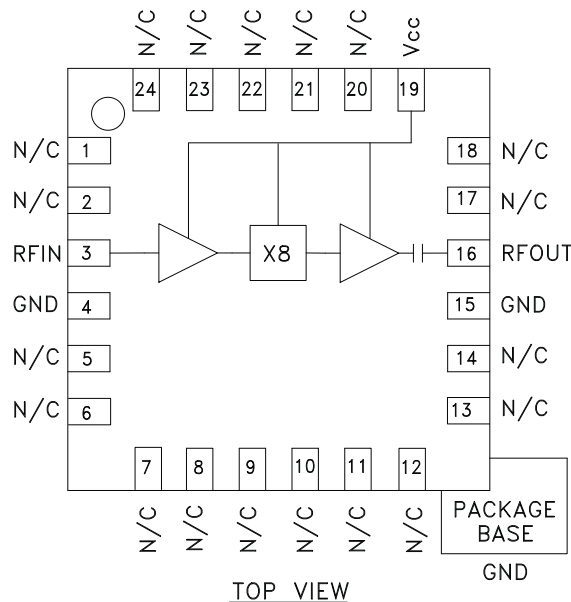 N/C N/C N/C N/C N/C Vcc
24 23 22 21 20 19
N/C 1 18 N/C
N/C 2 17 N/C
RFIN 3 X8 16 RFOUT
GND 4 15 GND
N/C 5 14 N/C
N/C 6 13 N/C
7 8 9 10 11 12
N/C N/C N/C N/C N/C N/C
PACKAGE
BASE
GND
TOP VIEW